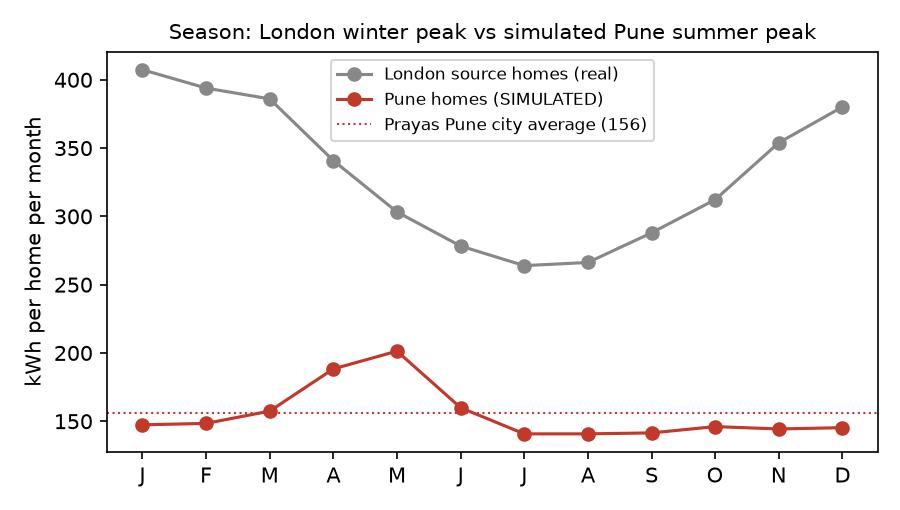 Season: London winter peak vs simulated Pune summer peak
London source homes (real)
Pune homes (SIMULATED)
Prayas Pune city average (156)
kWh per home per month
400
350
300
250
200
150
J F M A M J J A S O N D